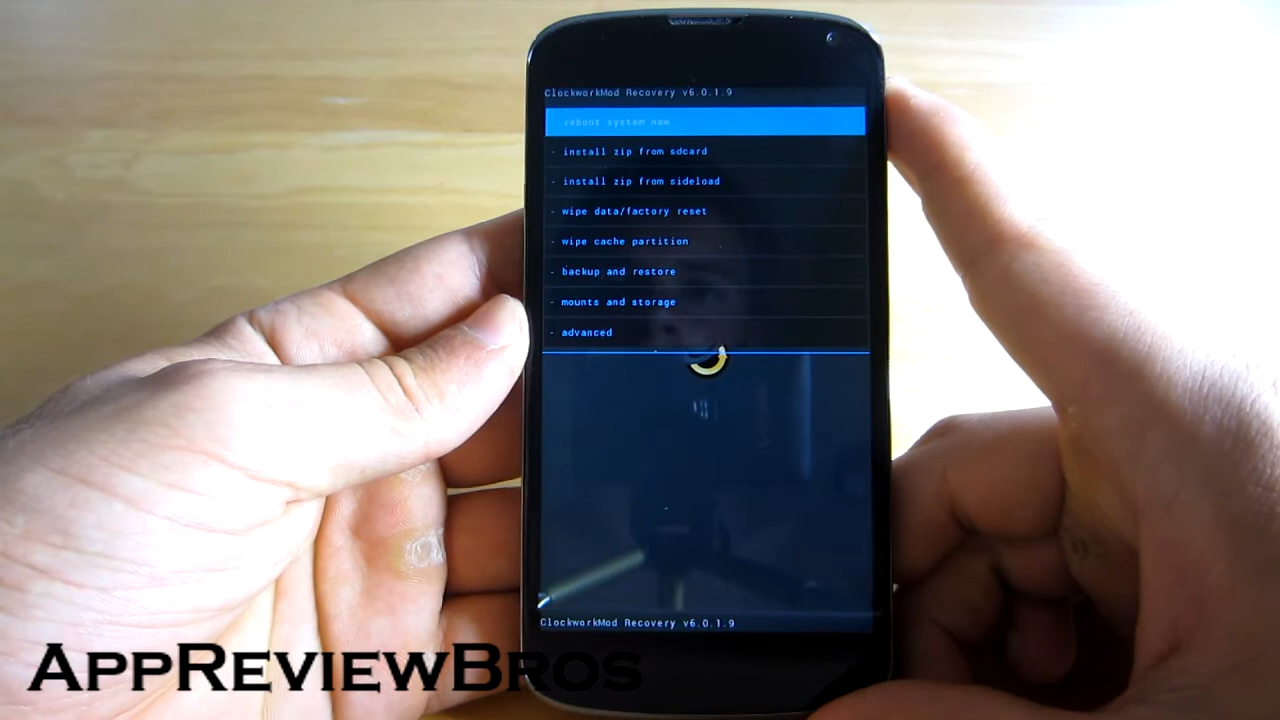 ClockworkMod Recovery v6.0.1.9
reboot system now
- install zip from sdcard
- install zip from sideload
- wipe data/factory reset
- wipe cache partition
- backup and restore
- mounts and storage
- advanced
ClockworkMod Recovery v6.0.1.9
AppReviewBros